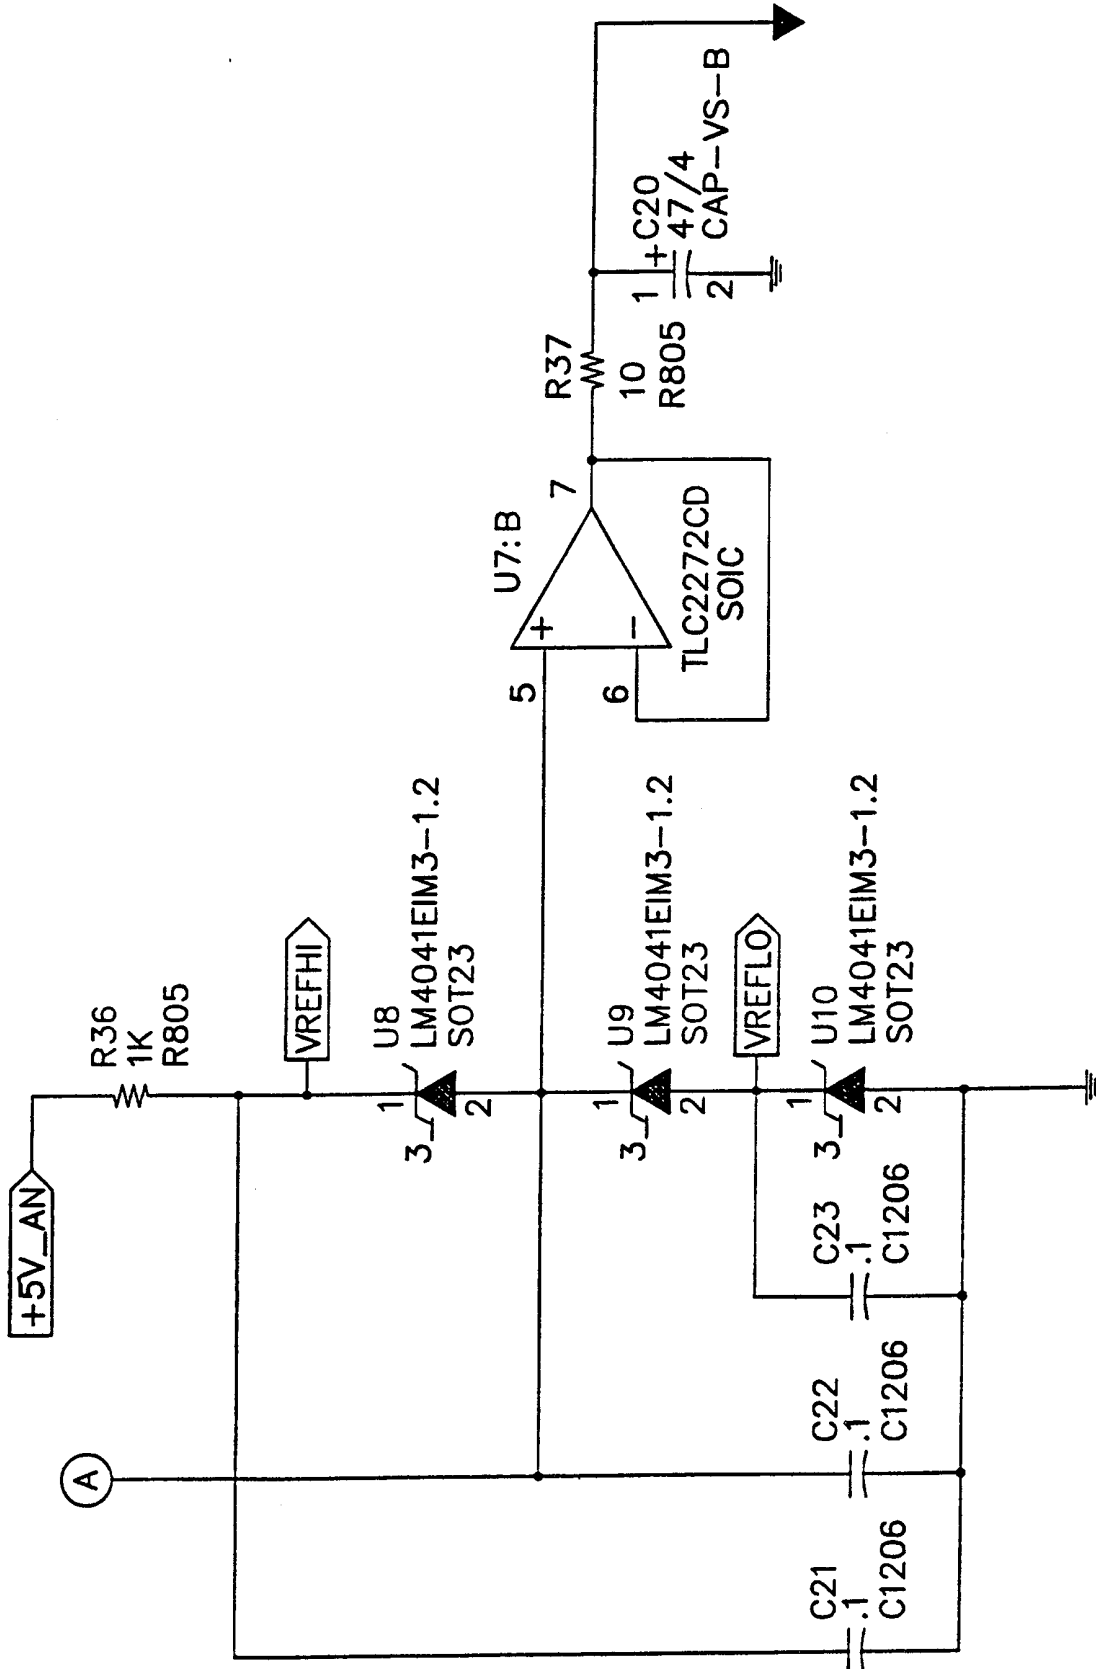 +5V_AN
R36
1K
R805
VREFHI
U8
LM4041EIM3-1.2
SOT23
1
2
3
U9
LM4041EIM3-1.2
SOT23
1
2
3
VREFLO
U10
LM4041EIM3-1.2
SOT23
1
2
3
A
C21
.1
C1206
C22
.1
C1206
C23
.1
C1206
U7:B
5
+
6
-
7
TLC2272CD
SOIC
R37
10
R805
1
+
C20
47/4
CAP-VS-B
2